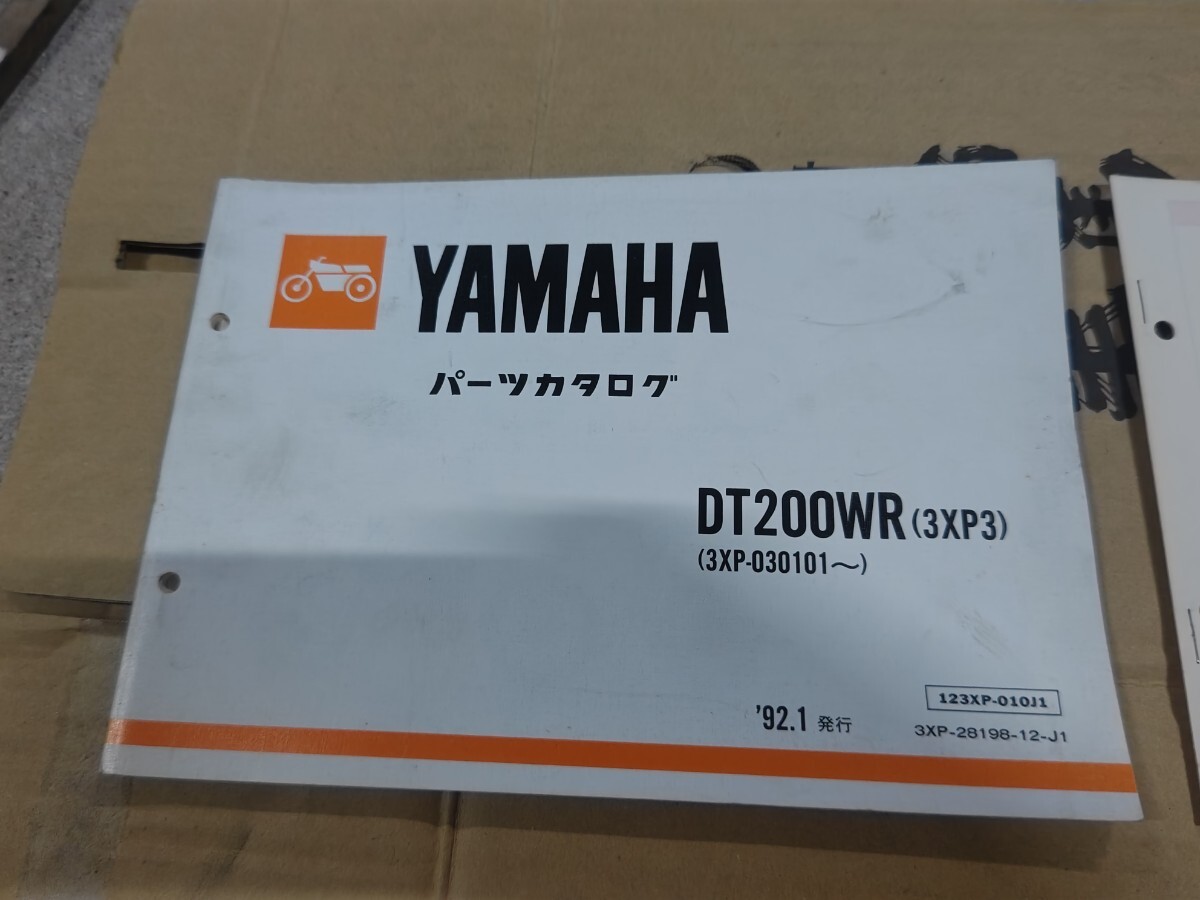 YAMAHA
パーツカタログ
DT200WR (3XP3)
(3XP-030101～)
'92.1 発行
123XP-010J1
3XP-28198-12-J1